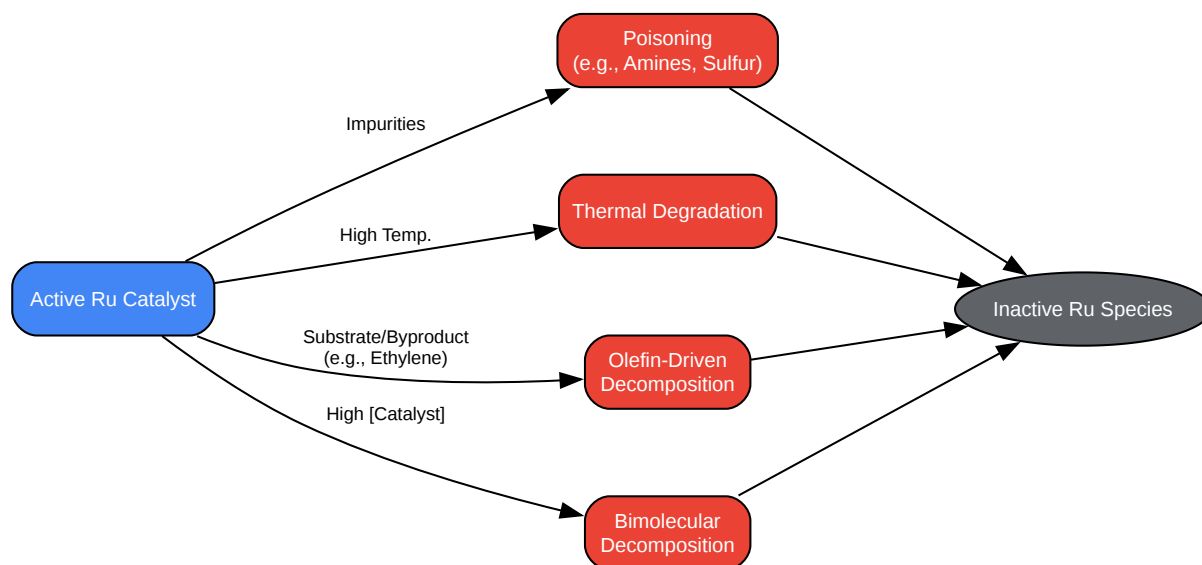 Poisoning
(e.g., Amines, Sulfur)
Impurities
Thermal Degradation
High Temp.
Active Ru Catalyst
Inactive Ru Species
Substrate/Byproduct
(e.g., Ethylene)
Olefin-Driven
Decomposition
High [Catalyst]
Bimolecular
Decomposition